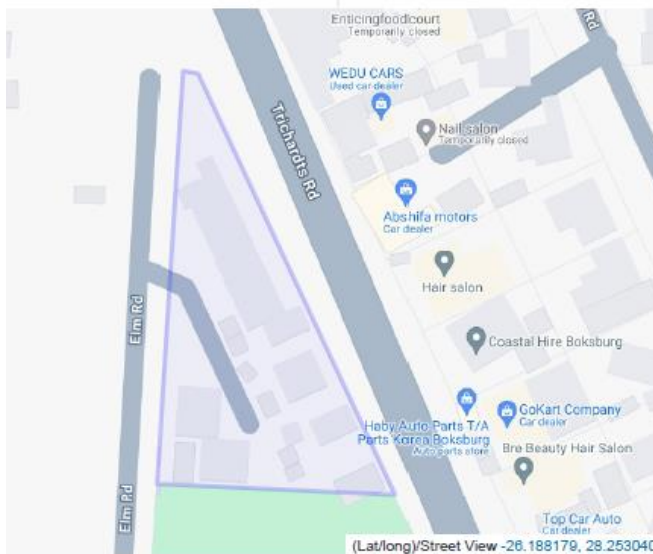 Enticingfoodcourt
Temporarily closed
Rd
WEDU CARS
Used car dealer
Nail salon
Temporarily closed
Trichardts Rd
Abshifa motors
Car dealer
Hair salon
Elm Rd
Coastal Hire Boksburg
Haby Auto Parts T/A
Parts Korea Boksburg
Auto parts store
GoKart Company
Car dealer
Bre Beauty Hair Salon
Elm Rd
Top Car Auto
Car dealer
(Lat/long)/Street View -26.188179, 28.253040